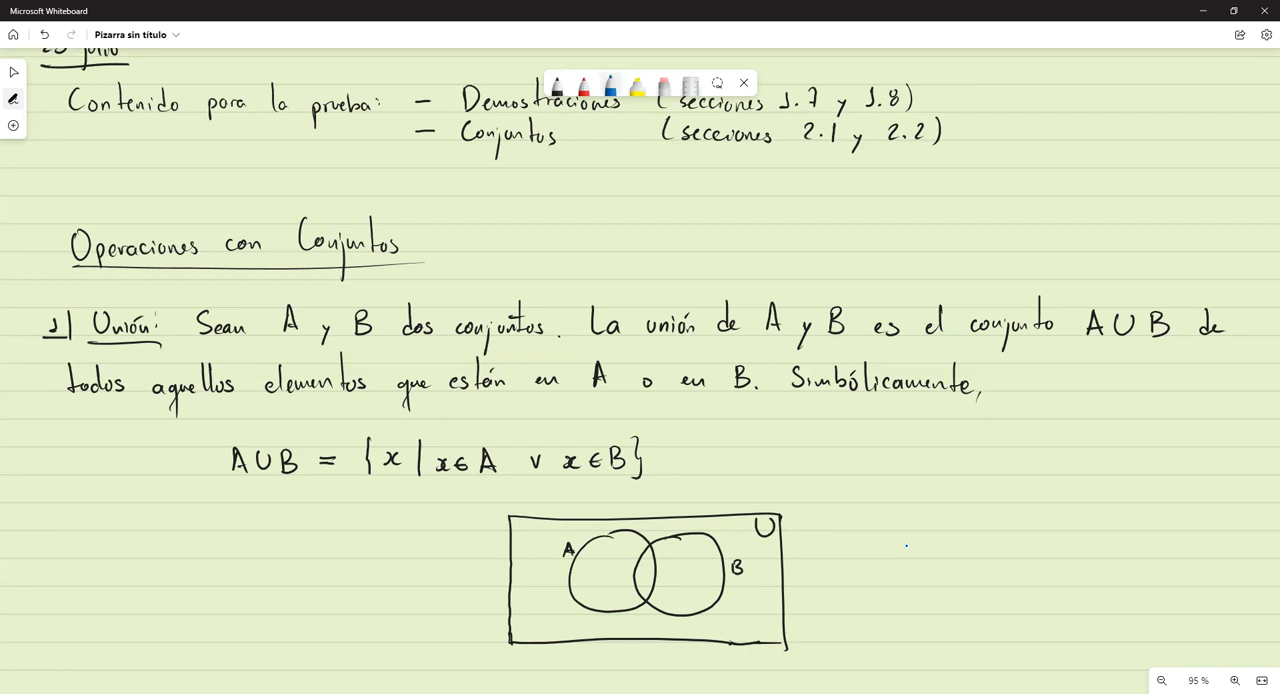 Microsoft Whiteboard
Pizarra sin título
25 julio
Contenido para la prueba: – Demostraciones (secciones 1.7 y 1.8)
– Conjuntos (secciones 2.1 y 2.2)
Operaciones con Conjuntos
1) Unión: Sean A y B dos conjuntos. La unión de A y B es el conjunto A ∪ B de
todos aquellos elementos que están en A o en B. Simbólicamente,
A ∪ B = {x | x ∈ A ∨ x ∈ B}
U
A
B
95 %